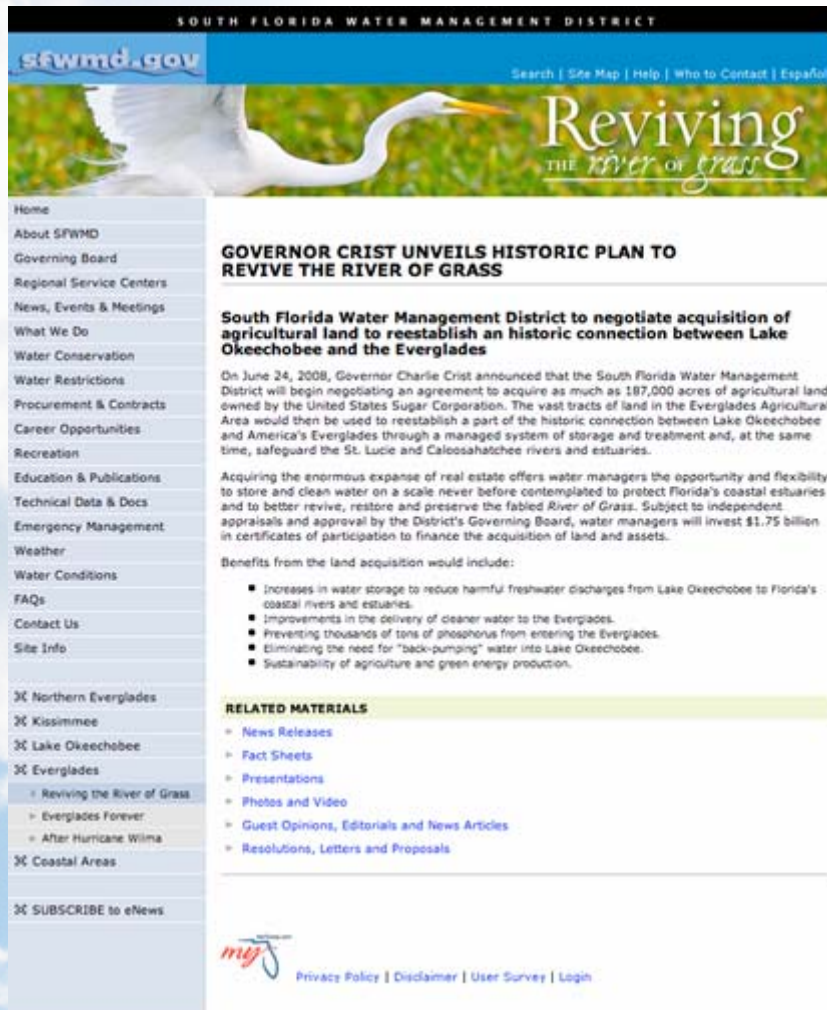 SOUTH FLORIDA WATER MANAGEMENT DISTRICT
sfwmd.gov
Search | Site Map | Help | Who to Contact | Español
Reviving
THE river OF grass
Home
About SFWMD
Governing Board
Regional Service Centers
News, Events & Meetings
What We Do
Water Conservation
Water Restrictions
Procurement & Contracts
Career Opportunities
Recreation
Education & Publications
Technical Data & Docs
Emergency Management
Weather
Water Conditions
FAQs
Contact Us
Site Info
Northern Everglades
Kissimmee
Lake Okeechobee
Everglades
Reviving the River of Grass
Everglades Forever
After Hurricane Wilma
Coastal Areas
SUBSCRIBE to eNews
GOVERNOR CRIST UNVEILS HISTORIC PLAN TO
REVIVE THE RIVER OF GRASS
South Florida Water Management District to negotiate acquisition of
agricultural land to reestablish an historic connection between Lake
Okeechobee and the Everglades
On June 24, 2008, Governor Charlie Crist announced that the South Florida Water Management
District will begin negotiating an agreement to acquire as much as 187,000 acres of agricultural land
owned by the United States Sugar Corporation. The vast tracts of land in the Everglades Agricultural
Area would then be used to reestablish a part of the historic connection between Lake Okeechobee
and America's Everglades through a managed system of storage and treatment and, at the same
time, safeguard the St. Lucie and Caloosahatchee rivers and estuaries.
Acquiring the enormous expanse of real estate offers water managers the opportunity and flexibility
to store and clean water on a scale never before contemplated to protect Florida's coastal estuaries
and to better revive, restore and preserve the fabled River of Grass. Subject to independent
appraisals and approval by the District's Governing Board, water managers will invest $1.75 billion
in certificates of participation to finance the acquisition of land and assets.
Benefits from the land acquisition would include:
Increases in water storage to reduce harmful freshwater discharges from Lake Okeechobee to Florida's
coastal rivers and estuaries.
Improvements in the delivery of cleaner water to the Everglades.
Preventing thousands of tons of phosphorus from entering the Everglades.
Eliminating the need for "back-pumping" water into Lake Okeechobee.
Sustainability of agriculture and green energy production.
RELATED MATERIALS
News Releases
Fact Sheets
Presentations
Photos and Video
Guest Opinions, Editorials and News Articles
Resolutions, Letters and Proposals
my
Privacy Policy | Disclaimer | User Survey | Login